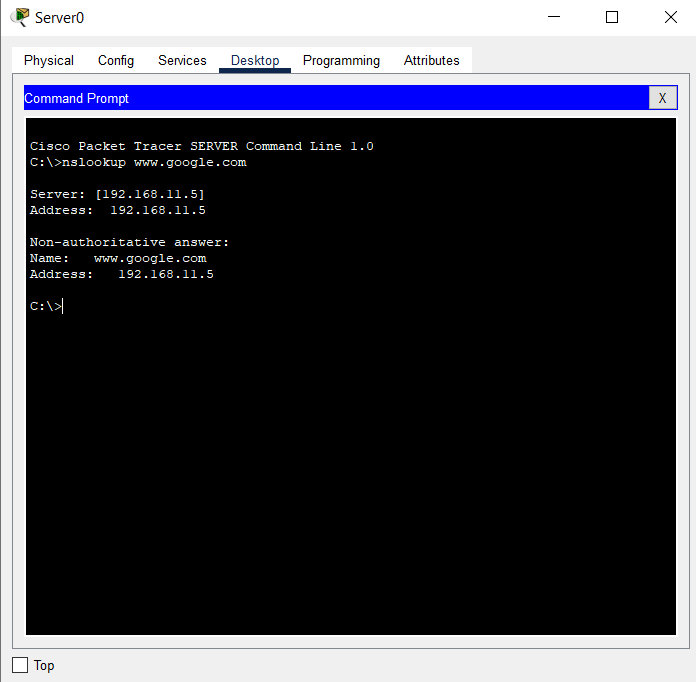 Server0
Physical Config Services Desktop Programming Attributes
Command Prompt
X
Cisco Packet Tracer SERVER Command Line 1.0
C:\>nslookup www.google.com
Server: [192.168.11.5]
Address:  192.168.11.5
Non-authoritative answer:
Name:   www.google.com
Address:   192.168.11.5
C:\>
Top